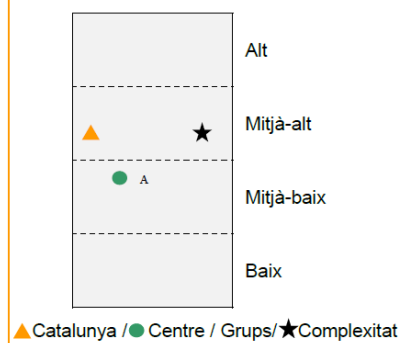 Alt
Mitjà-alt
A
Mitjà-baix
Baix
Catalunya / Centre / Grups/ Complexitat